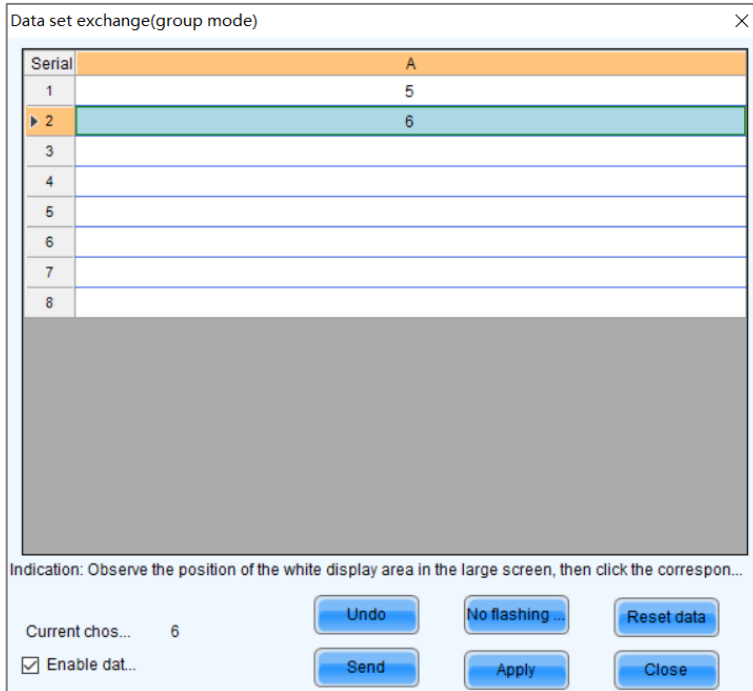 Data set exchange(group mode)
Serial A
1 5
2 6
3
4
5
6
7
8
Indication: Observe the position of the white display area in the large screen, then click the correspon...
Current chos... 6
Undo No flashing ... Reset data
Enable dat...
Send Apply Close